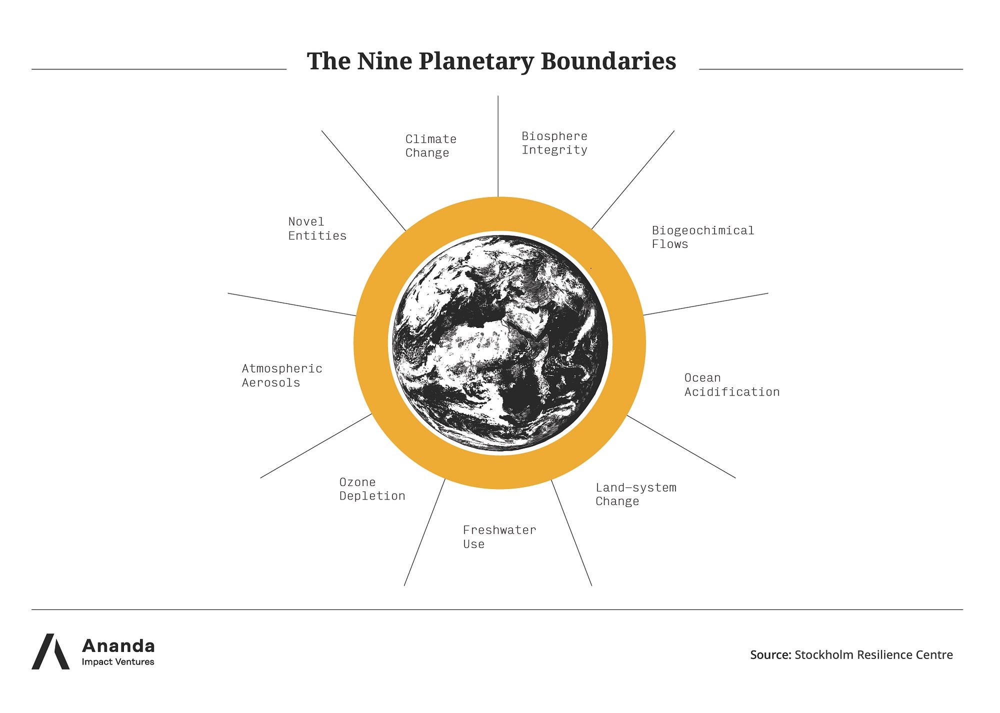 The Nine Planetary Boundaries
Climate
Change
Biosphere
Integrity
Novel
Entities
Biogeochimical
Flows
Atmospheric
Aerosols
Ocean
Acidification
Ozone
Depletion
Land—system
Change
Freshwater
Use
Ananda
Impact Ventures
Source: Stockholm Resilience Centre